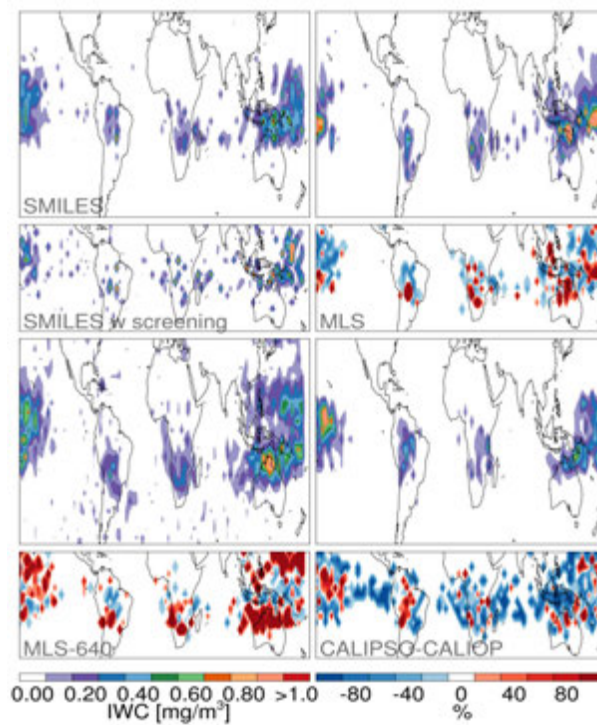 SMILES
SMILES w screening
MLS
MLS-640
CALIPSO-CALIOP
0.00 0.20 0.40 0.60 0.80 >1.0
-80 -40 0 40 80
IWC [mg/m³]
%